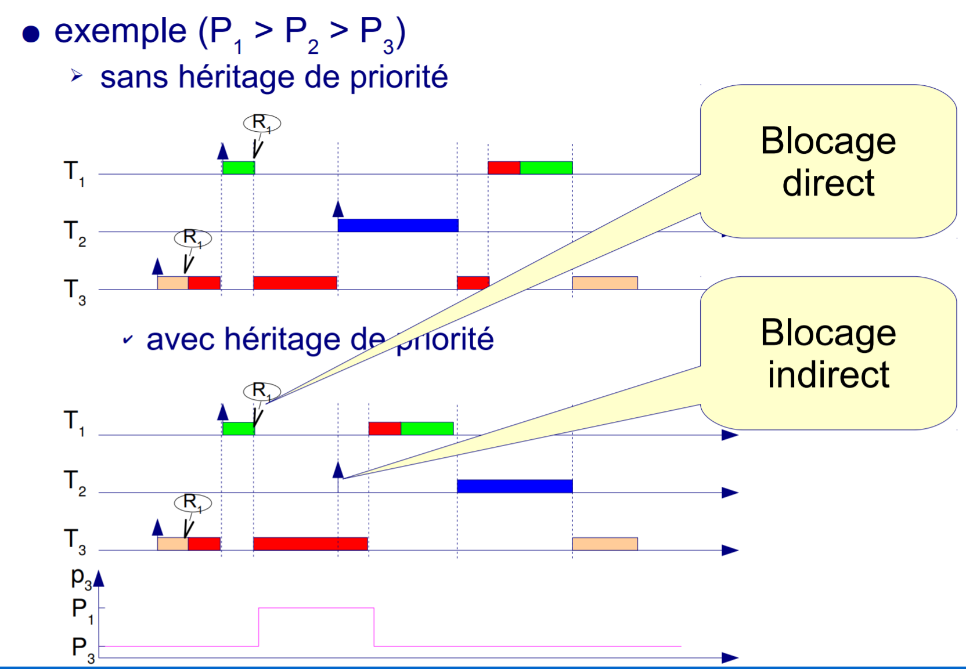 ● exemple (P1 > P2 > P3)
➢ sans héritage de priorité
R1
T1
Blocage
direct
T2
R1
T3
✔ avec héritage de priorité
Blocage
indirect
R1
T1
T2
R1
T3
p3
P1
P3